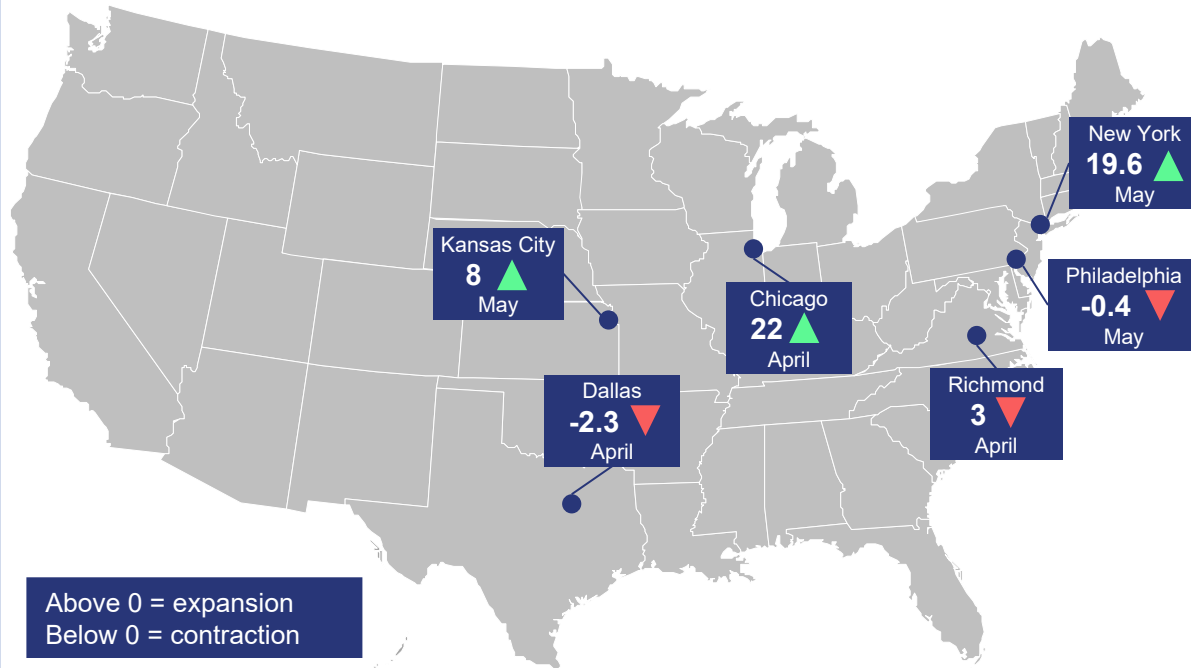 New York
19.6
May
Kansas City
8
May
Chicago
22
April
Philadelphia
-0.4
May
Richmond
3
April
Dallas
-2.3
April
Above 0 = expansion
Below 0 = contraction